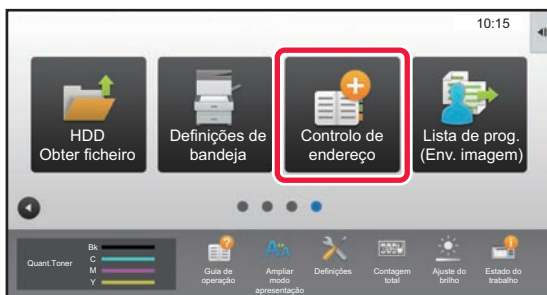 10:15
HDD
Obter ficheiro
Definições de
bandeja
Controlo de
endereço
Lista de prog.
(Env. imagem)
Quant.Toner
Bk
C
M
Y
Guia de
operação
Ampliar
modo
apresentação
Definições
Contagem
total
Ajuste do
brilho
Estado do
trabalho